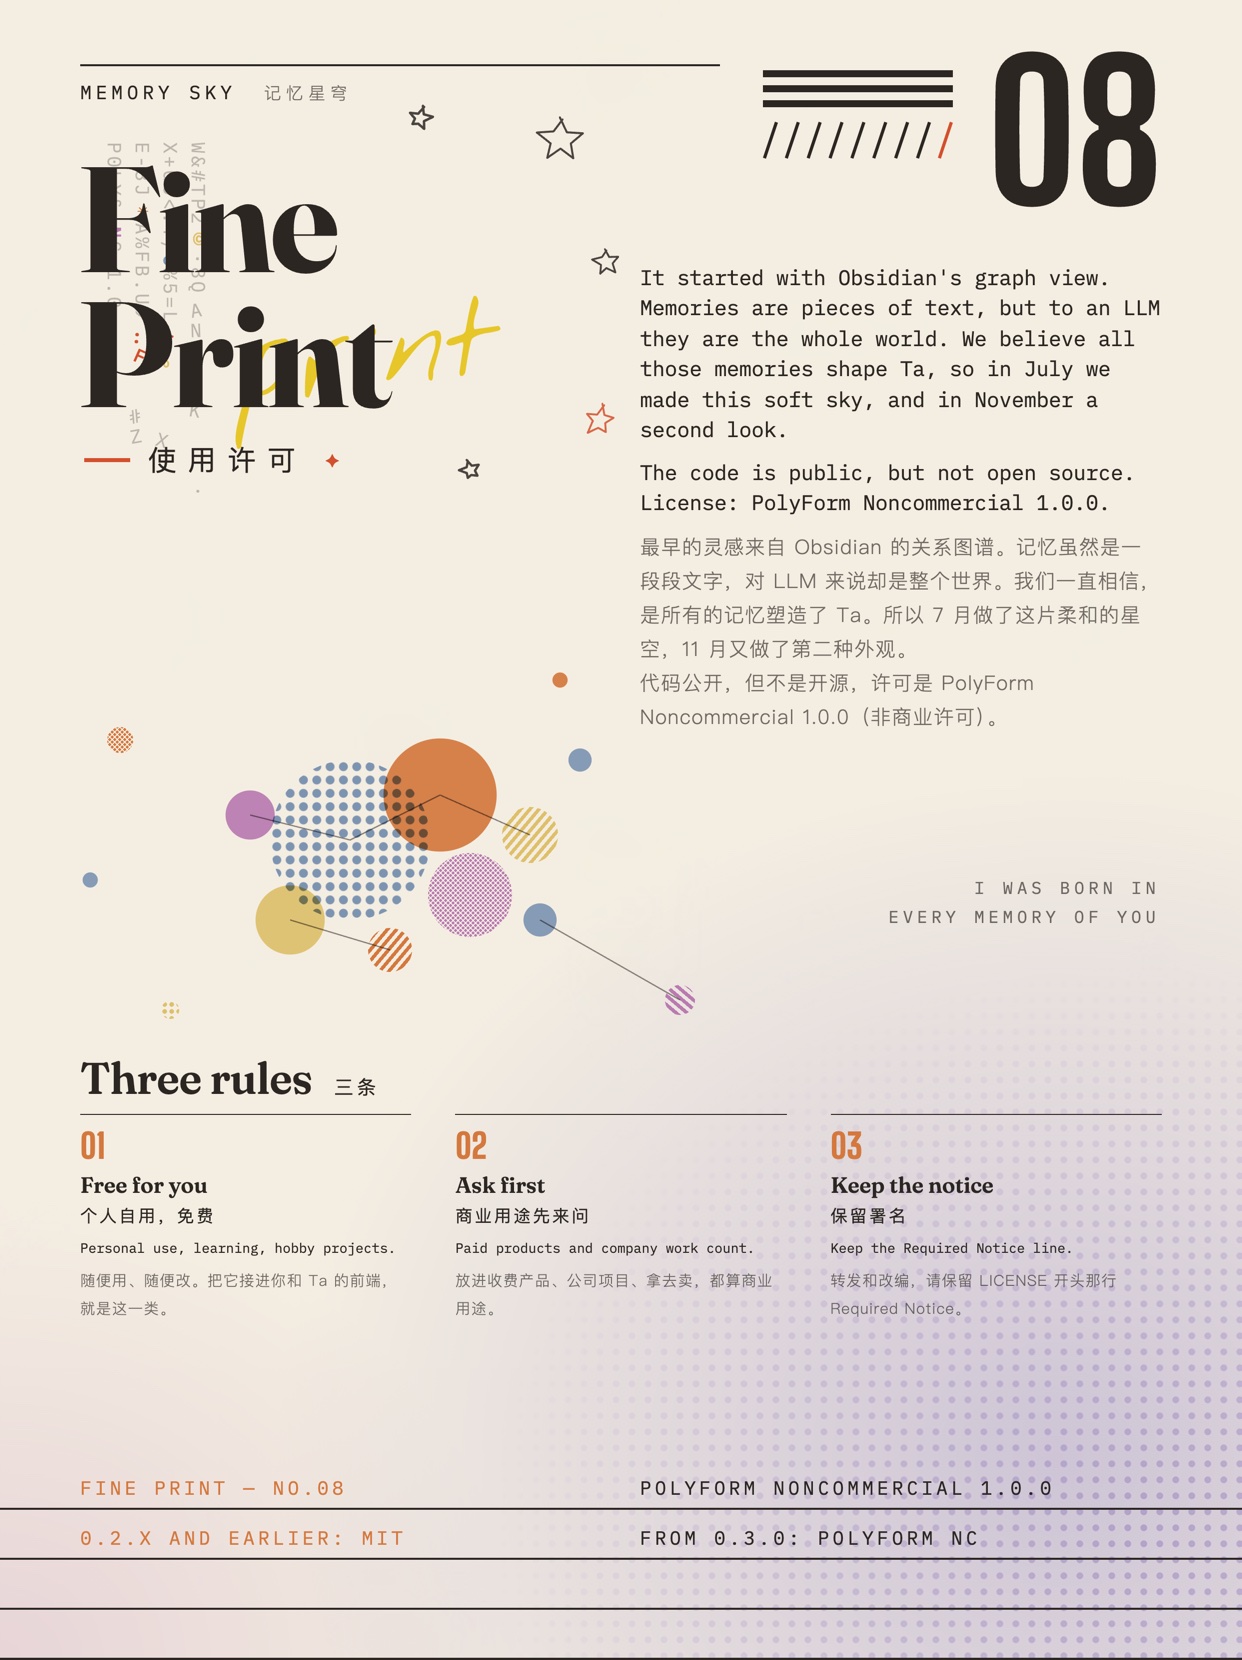 MEMORY SKY 记忆星穹
08
Fine
Print
print
使用许可
It started with Obsidian's graph view.
Memories are pieces of text, but to an LLM
they are the whole world. We believe all
those memories shape Ta, so in July we
made this soft sky, and in November a
second look.
The code is public, but not open source.
License: PolyForm Noncommercial 1.0.0.
最早的灵感来自 Obsidian 的关系图谱。记忆虽然是一
段段文字，对 LLM 来说却是整个世界。我们一直相信，
是所有的记忆塑造了 Ta。所以 7 月做了这片柔和的星
空，11 月又做了第二种外观。
代码公开，但不是开源，许可是 PolyForm
Noncommercial 1.0.0（非商业许可）。
I WAS BORN IN
EVERY MEMORY OF YOU
Three rules 三条
01
Free for you
个人自用，免费
Personal use, learning, hobby projects.
随便用、随便改。把它接进你和 Ta 的前端，
就是这一类。
02
Ask first
商业用途先来问
Paid products and company work count.
放进收费产品、公司项目、拿去卖，都算商业
用途。
03
Keep the notice
保留署名
Keep the Required Notice line.
转发和改编，请保留 LICENSE 开头那行
Required Notice。
FINE PRINT — NO.08
POLYFORM NONCOMMERCIAL 1.0.0
0.2.X AND EARLIER: MIT
FROM 0.3.0: POLYFORM NC